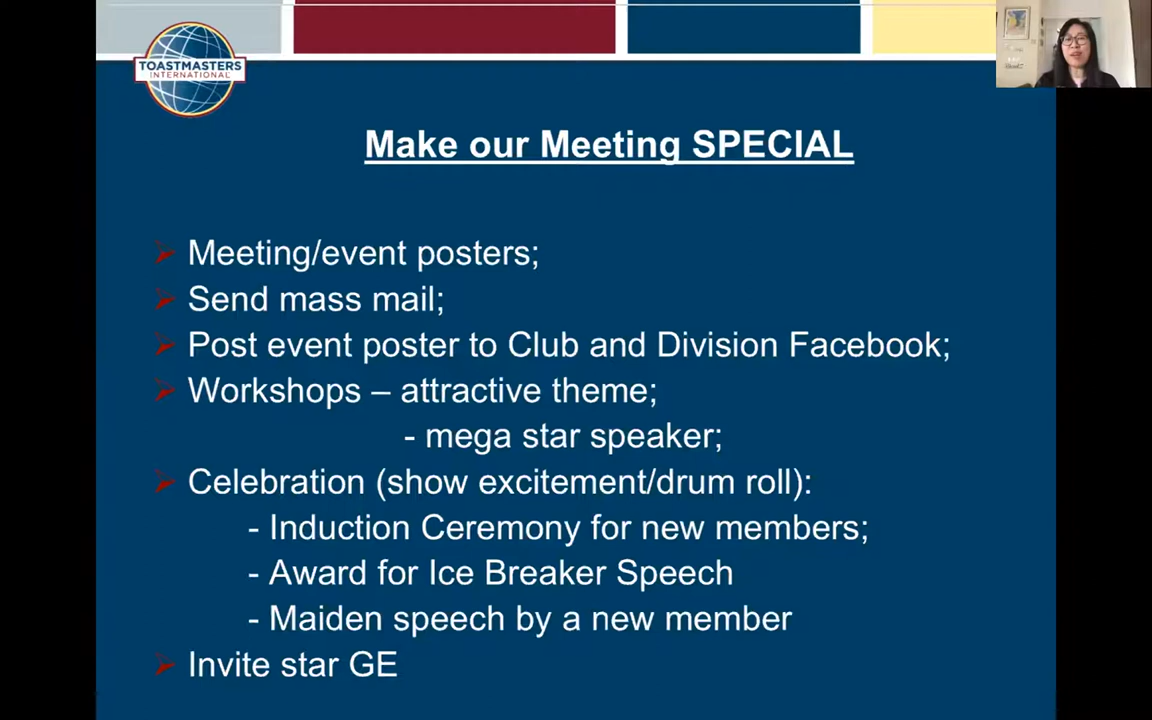 TOASTMASTERS
INTERNATIONAL
Make our Meeting SPECIAL
Meeting/event posters;
Send mass mail;
Post event poster to Club and Division Facebook;
Workshops – attractive theme;
- mega star speaker;
Celebration (show excitement/drum roll):
- Induction Ceremony for new members;
- Award for Ice Breaker Speech
- Maiden speech by a new member
Invite star GE